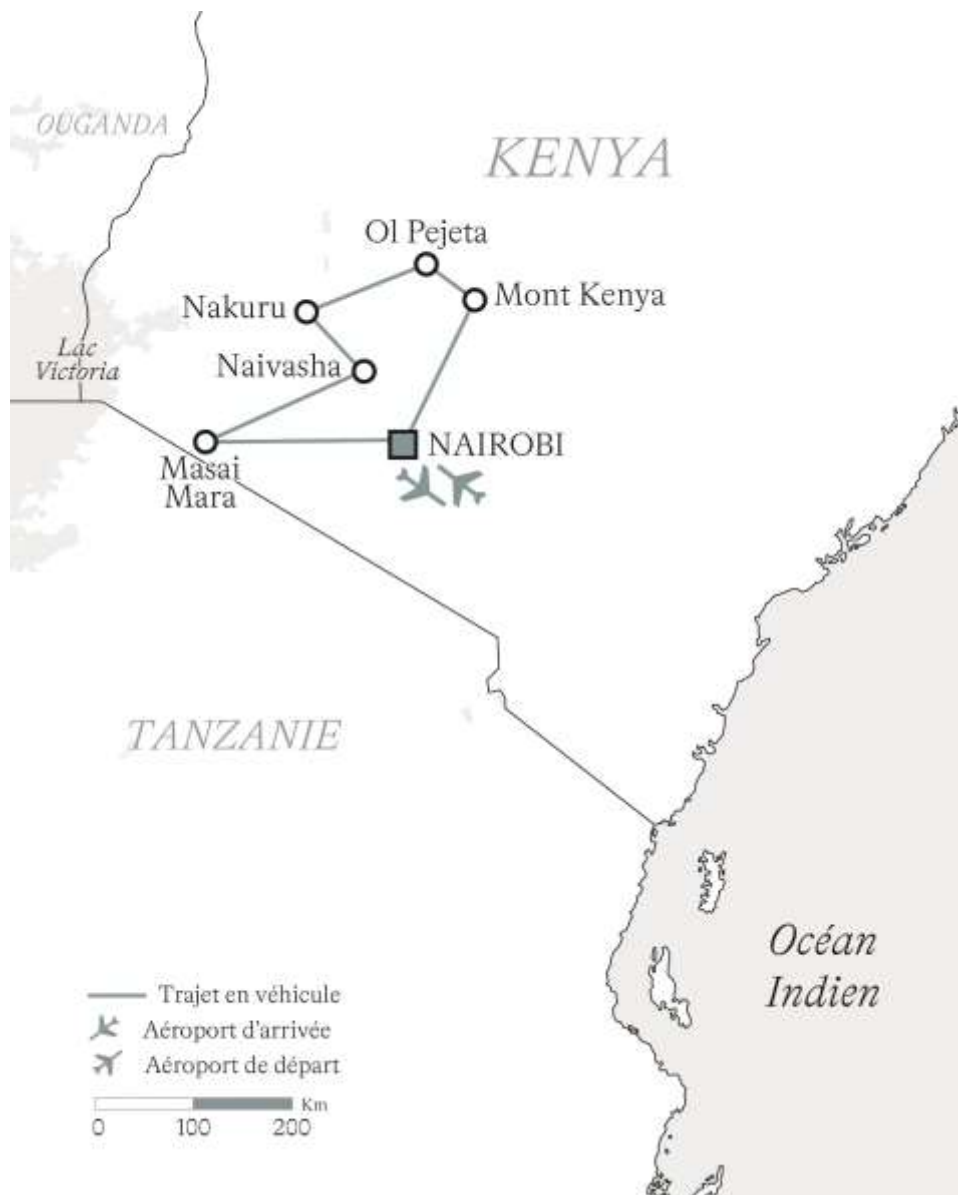 OUGANDA
KENYA
Ol Pejeta
Nakuru
Mont Kenya
Lac
Victoria
Naivasha
NAIROBI
Masai
Mara
TANZANIE
Océan
Indien
Trajet en véhicule
Aéroport d'arrivée
Aéroport de départ
Km
0 100 200